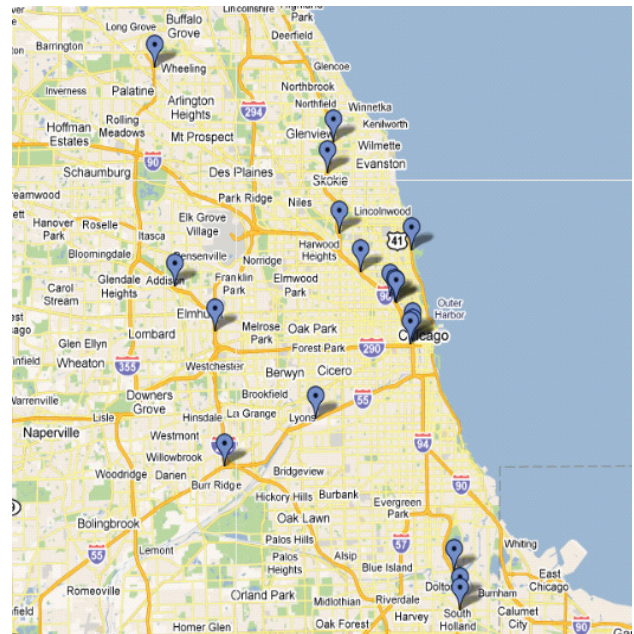 Long Grove
Buffalo
Grove
Lincolnshire
Park
Deerfield
Barrington
Wheeling
Glencoe
Inverness
Palatine
Northbrook
Arlington
Heights
294
Northfield
Winnetka
Rolling
Meadows
Glenview
Kenilworth
Hoffman
Estates
Mt Prospect
Wilmette
90
Evanston
Schaumburg
Des Plaines
Skokie
Park Ridge
Niles
Lincolnwood
Elk Grove
Village
Hanover
Park
Roselle
Itasca
41
Harwood
Heights
Norridge
Bensenville
Glendale
Heights
Addison
Franklin
Park
Elmwood
Park
Carol
Stream
90
Outer
Harbor
Elmhu
Melrose
Park
Oak Park
Chicago
Lombard
Glen Ellyn
Forest Park
290
Wheaton
355
Westchester
Berwyn
Cicero
Downers
Grove
Brookfield
55
Hinsdale
La Grange
Lyons
Lisle
Naperville
Westmont
94
Willowbrook
Woodridge
Darien
Bridgeview
90
Burr Ridge
Hickory Hills
Burbank
Evergreen
Park
Bolingbrook
Oak Lawn
57
Whiting
55
Lemont
Palos Hills
Palos
Heights
Alsip
Blue Island
East
Chicago
Dolton
Burnham
Romeoville
Orland Park
Midlothian
Riverdale
Calumet
City
Harvey
South
Holland
Homer Glen
Oak Forest